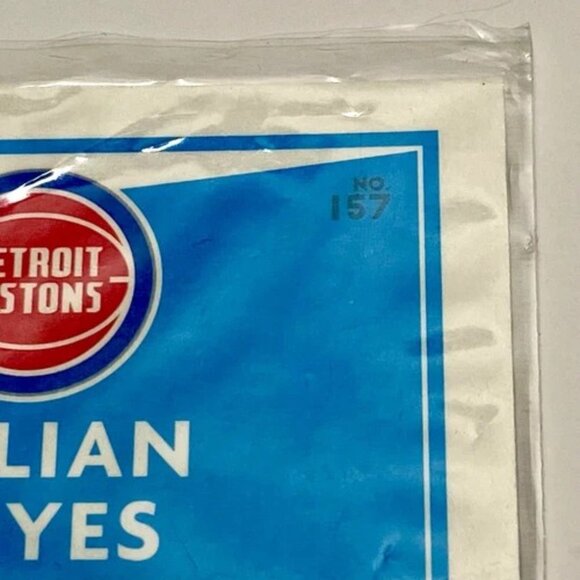 NO.
157
ETROIT
STONS
LIAN
YES